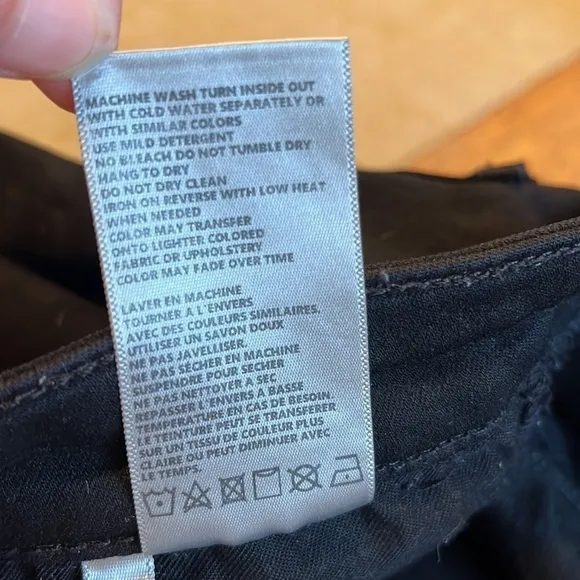 MACHINE WASH TURN INSIDE OUT
WITH COLD WATER SEPARATELY OR
WITH SIMILAR COLORS
USE MILD DETERGENT
NO BLEACH DO NOT TUMBLE DRY
HANG TO DRY
DO NOT DRY CLEAN
IRON ON REVERSE WITH LOW HEAT
WHEN NEEDED
COLOR MAY TRANSFER
ONTO LIGHTER COLORED
FABRIC OR UPHOLSTERY
COLOR MAY FADE OVER TIME
LAVER EN MACHINE
TOURNER A L'ENVERS
AVEC DES COULEURS SIMILAIRES.
UTILISER UN SAVON DOUX
NE PAS JAVELLISER.
NE PAS SÉCHER EN MACHINE
SUSPENDRE POUR SÉCHER
NE PAS NETTOYER A SEC
REPASSER À L'ENVERS A BASSE
TEMPÉRATURE EN CAS DE BESOIN.
LE TEINTURE PEUT SE TRANSFÉRER
SUR UN TISSU DE COULEUR PLUS
CLAIRE OU PEUT DIMINUER AVEC
LE TEMPS.